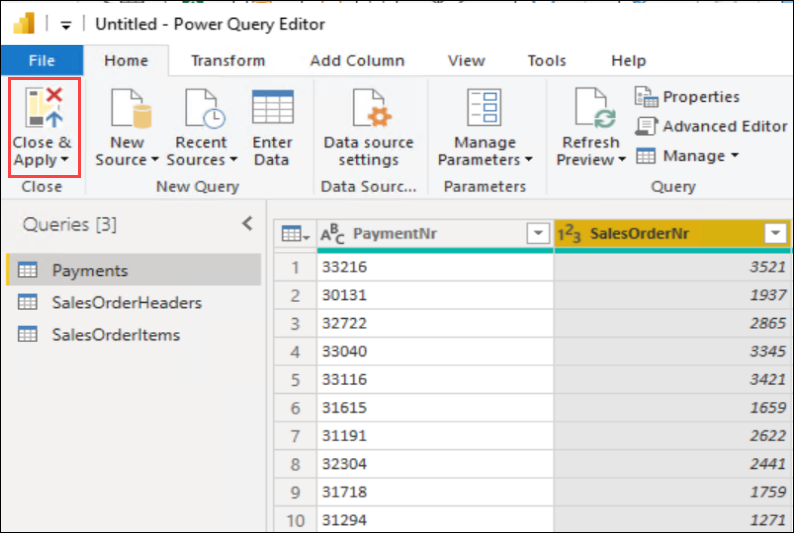 Untitled - Power Query Editor
File Home Transform Add Column View Tools Help
Close & Apply
New Source
Recent Sources
Enter Data
Data source settings
Manage Parameters
Refresh Preview
Properties
Advanced Editor
Manage
Close New Query Data Sourc... Parameters Query
Queries [3]
Payments
SalesOrderHeaders
SalesOrderItems
ABC PaymentNr 123 SalesOrderNr
1 33216 3521
2 30131 1937
3 32722 2865
4 33040 3345
5 33116 3421
6 31615 1659
7 31191 2622
8 32304 2441
9 31718 1759
10 31294 1271